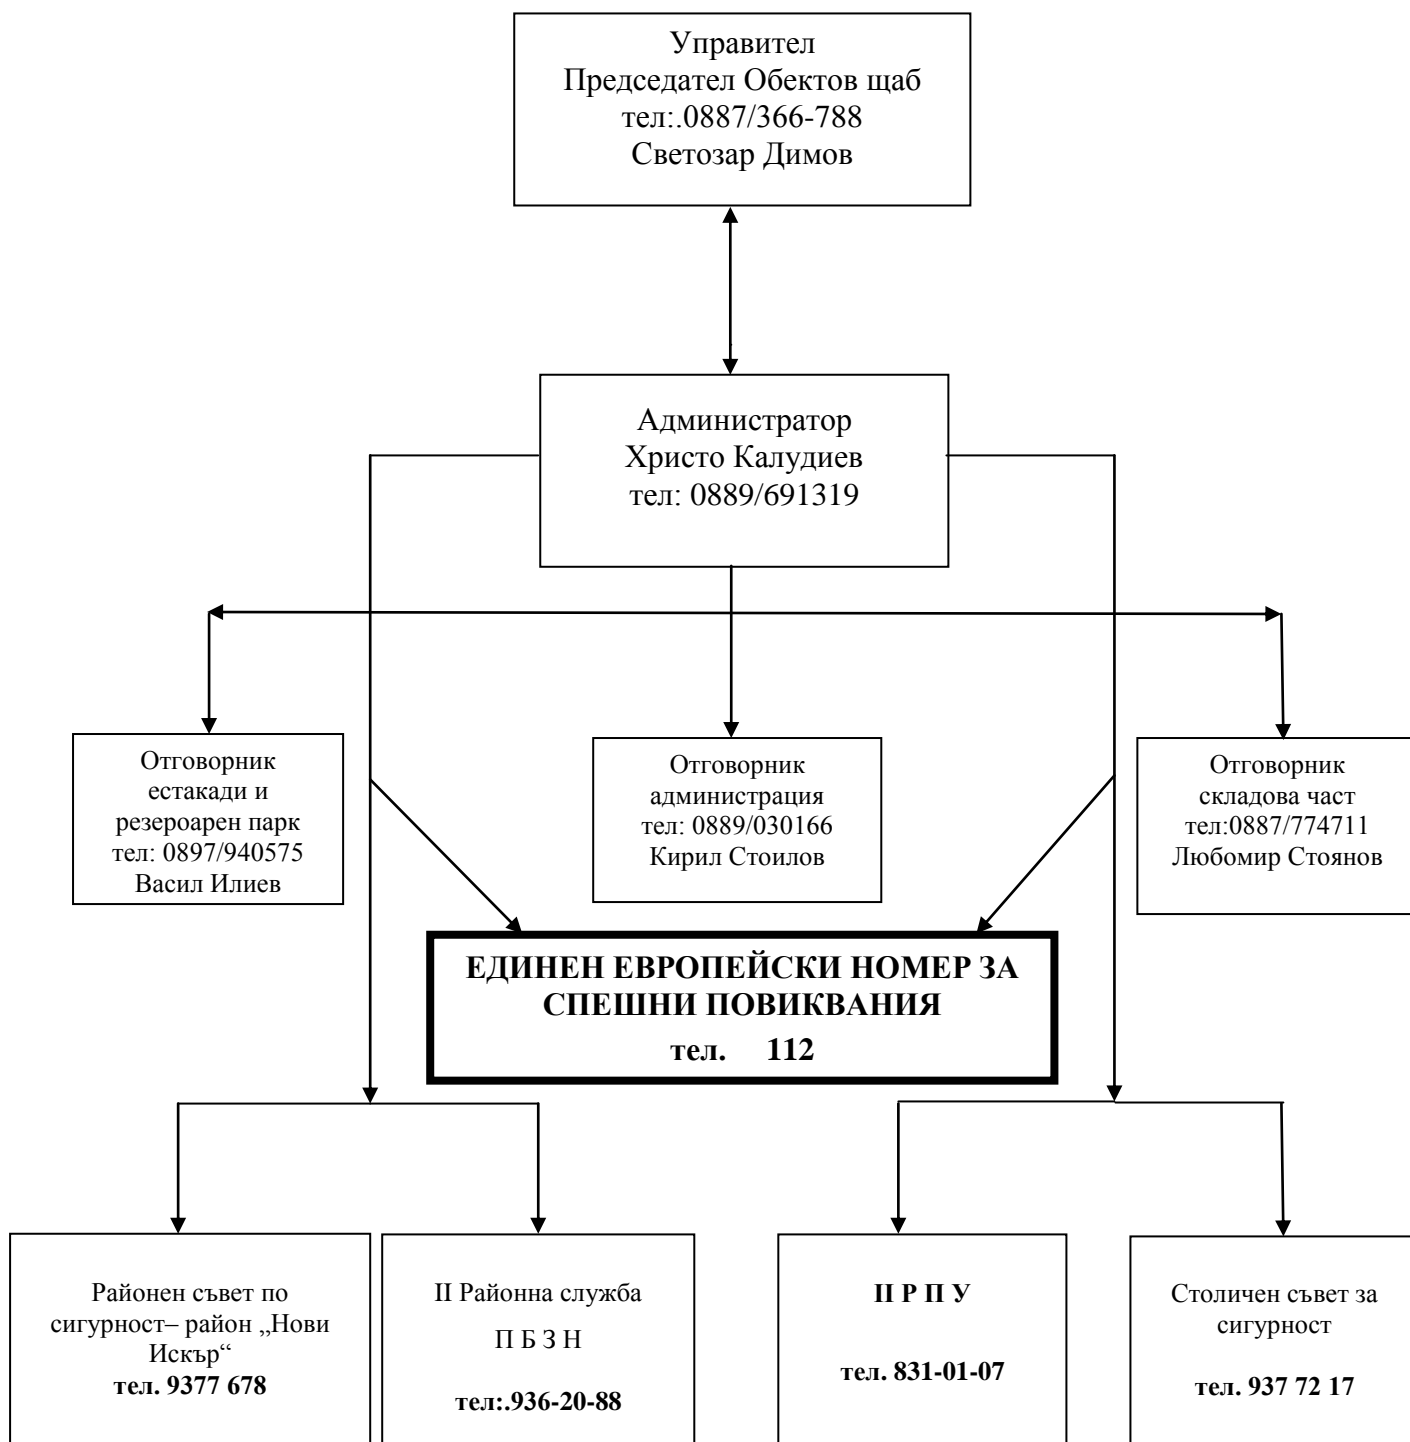 Управител
Председател Обектов щаб
тел:.0887/366-788
Светозар Димов
Администратор
Христо Калудиев
тел: 0889/691319
Отговорник
естакади и
резероарен парк
тел: 0897/940575
Васил Илиев
Отговорник
администрация
тел: 0889/030166
Кирил Стоилов
Отговорник
складова част
тел:0887/774711
Любомир Стоянов
ЕДИНЕН ЕВРОПЕЙСКИ НОМЕР ЗА
СПЕШНИ ПОВИКВАНИЯ
тел. 112
Районен съвет по
сигурност– район „Нови
Искър“
тел. 9377 678
II Районна служба
П Б З Н
тел:.936-20-88
II Р П У
тел. 831-01-07
Столичен съвет за
сигурност
тел. 937 72 17